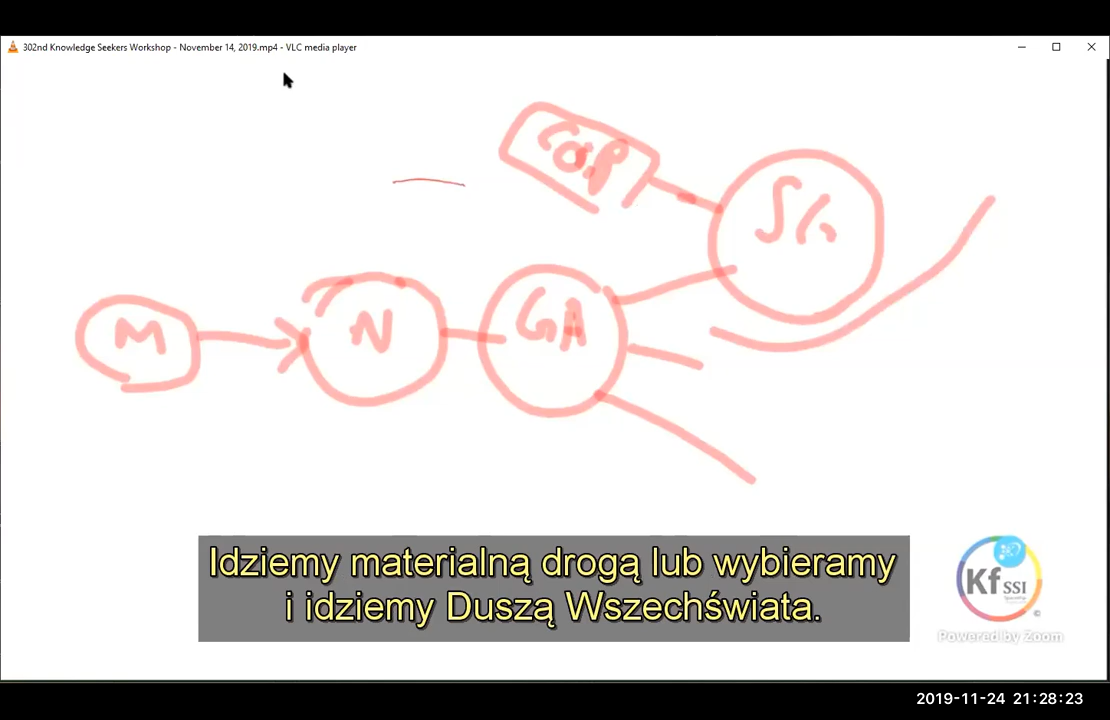 302nd Knowledge Seekers Workshop - November 14, 2019.mp4 - VLC media player
M
N
GA
Idziemy materialną drogą lub wybieramy
i idziemy Duszą Wszechświata.
Kf SSI
Powered by Zoom
2019-11-24 21:28:23